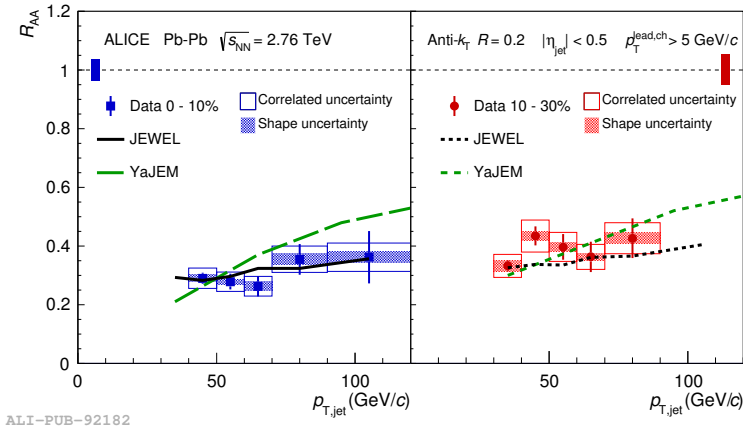 R_AA
1.2
1
0.8
0.6
0.4
0.2
0
ALICE Pb-Pb √s_NN = 2.76 TeV
Data 0 - 10%
Correlated uncertainty
Shape uncertainty
JEWEL
YaJEM
50
100
p_T,jet (GeV/c)
Anti-k_T R = 0.2 |η_jet| < 0.5 p_T^lead,ch > 5 GeV/c
Data 10 - 30%
Correlated uncertainty
Shape uncertainty
JEWEL
YaJEM
50
100
p_T,jet (GeV/c)
ALI-PUB-92182